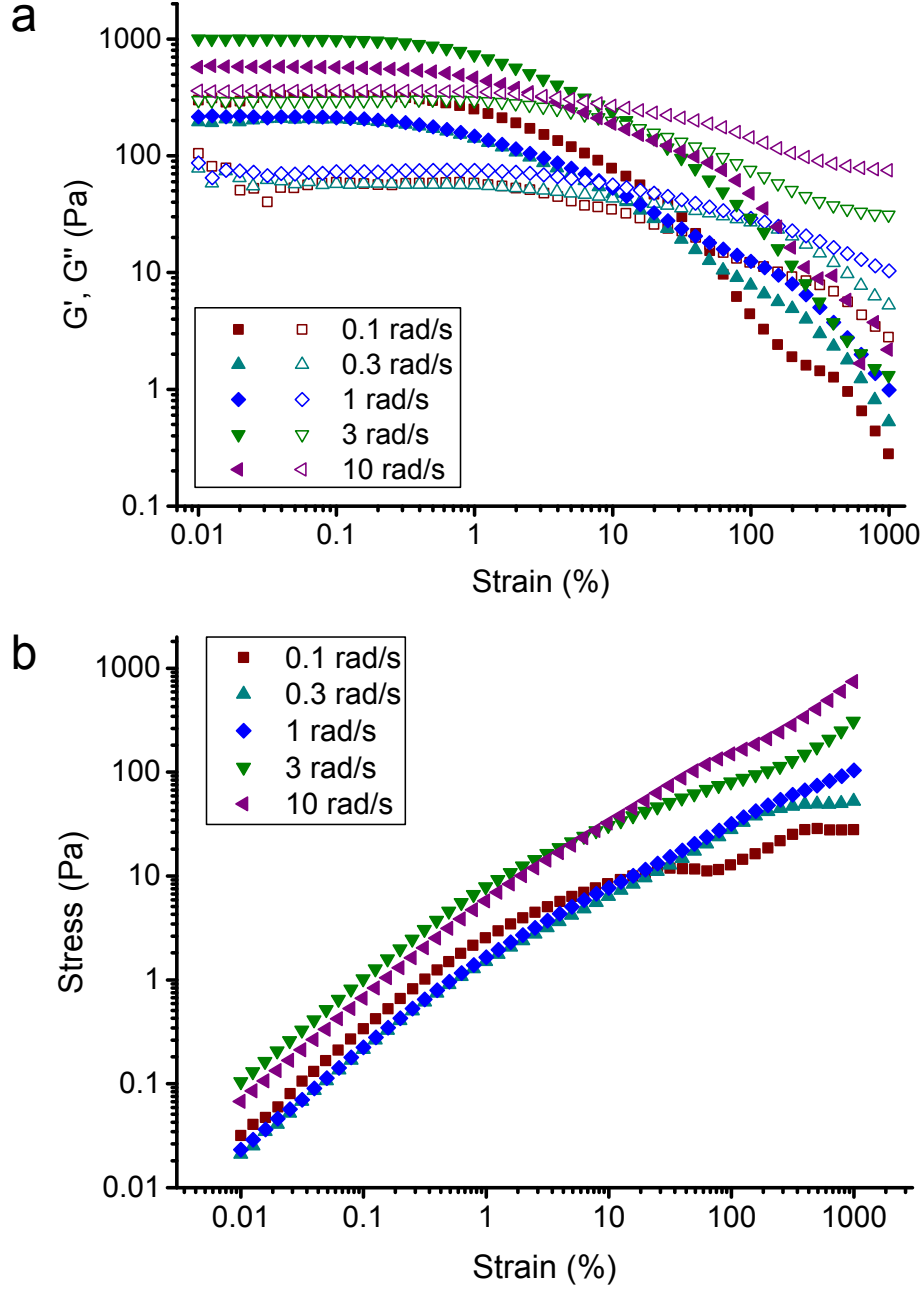 a
1000
100
10
1
0.1
G', G'' (Pa)
0.1 rad/s
0.3 rad/s
1 rad/s
3 rad/s
10 rad/s
0.01 0.1 1 10 100 1000
Strain (%)
b
1000
100
10
1
0.1
0.01
Stress (Pa)
0.1 rad/s
0.3 rad/s
1 rad/s
3 rad/s
10 rad/s
0.01 0.1 1 10 100 1000
Strain (%)